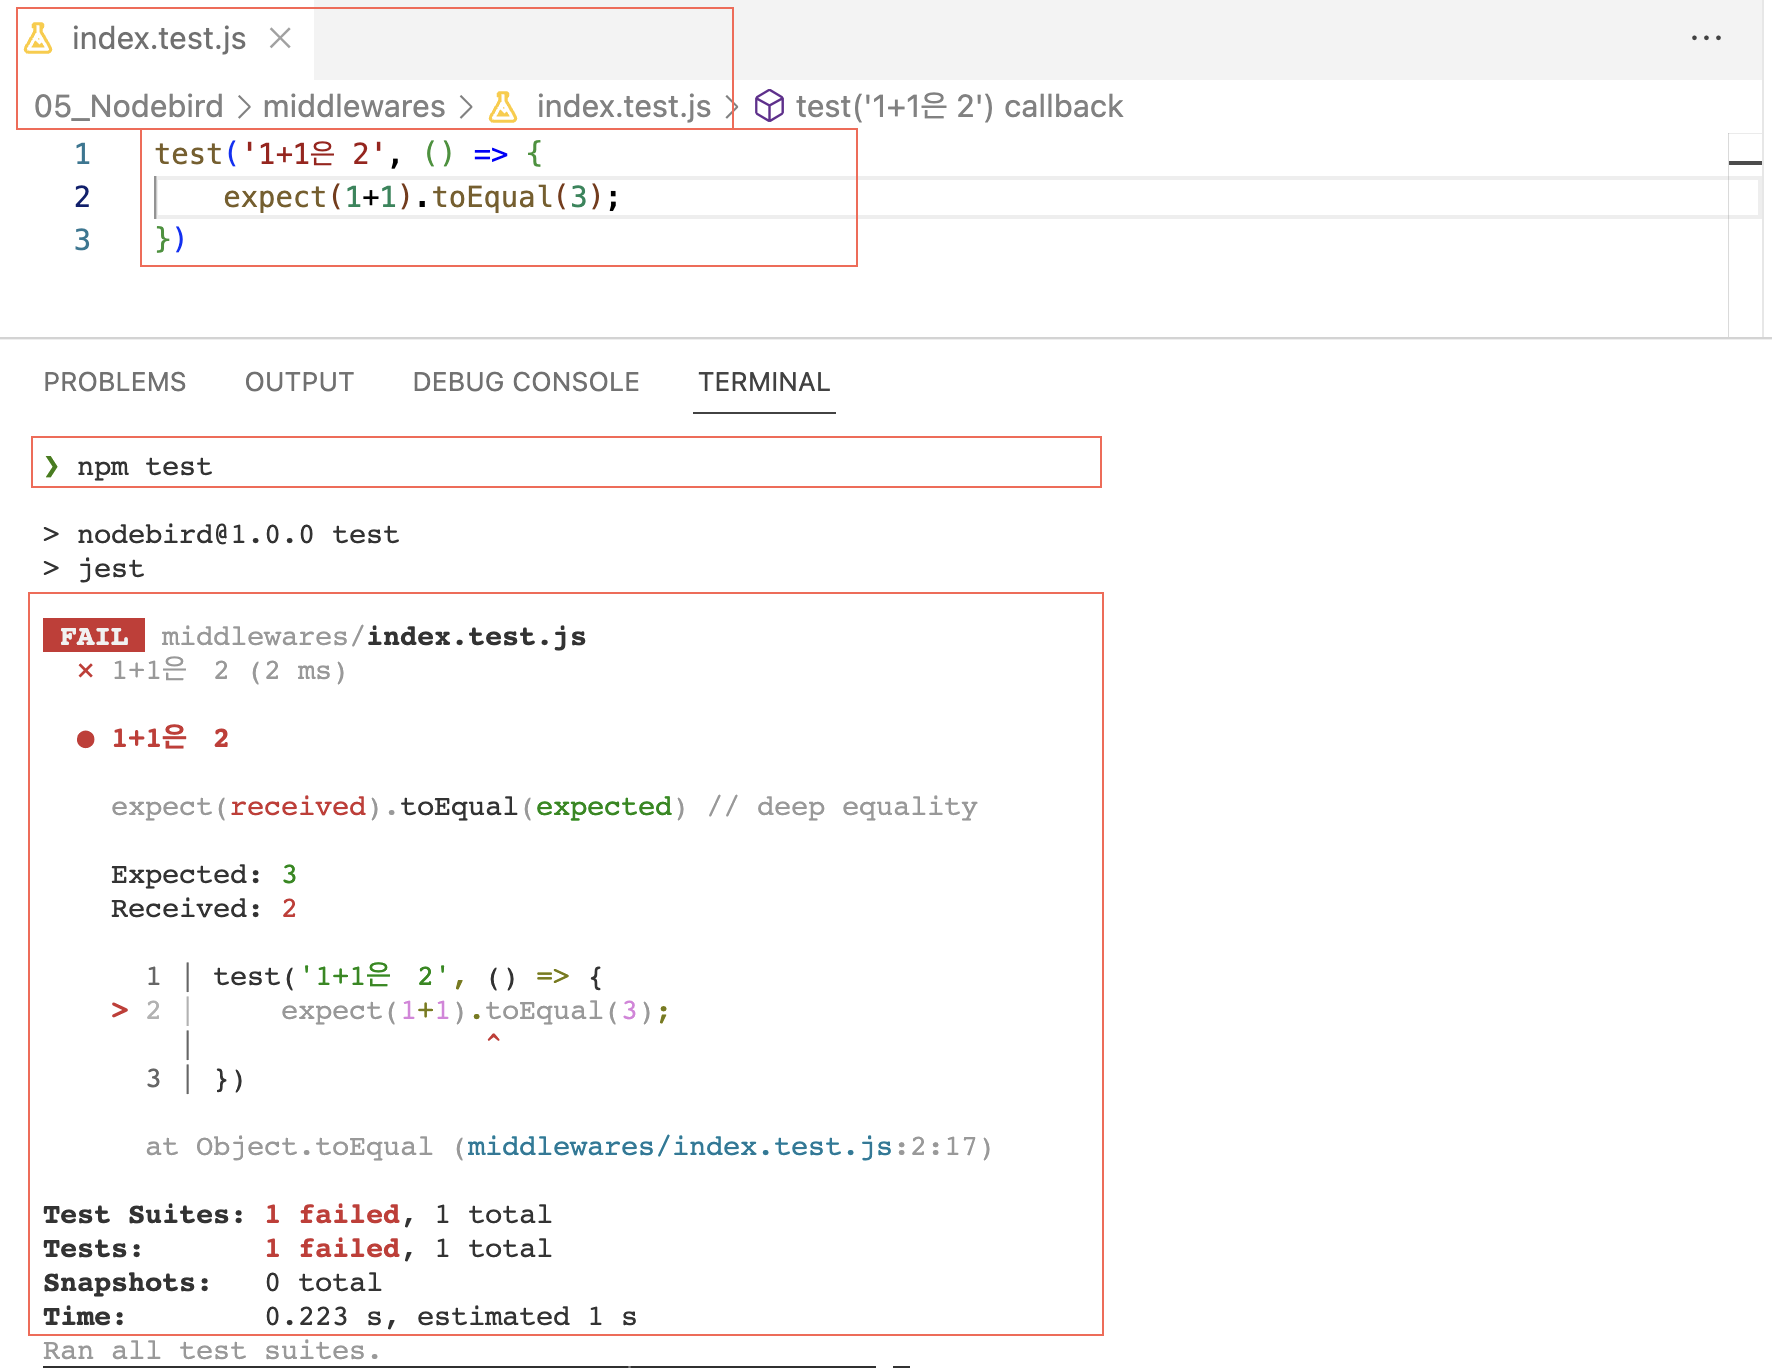 index.test.js
05_Nodebird > middlewares > index.test.js > test('1+1은 2') callback
1 test('1+1은 2', () => {
2     expect(1+1).toEqual(3);
3 })
PROBLEMS OUTPUT DEBUG CONSOLE TERMINAL
❯ npm test
> nodebird@1.0.0 test
> jest
FAIL middlewares/index.test.js
✕ 1+1은 2 (2 ms)
● 1+1은 2
expect(received).toEqual(expected) // deep equality
Expected: 3
Received: 2
1 | test('1+1은 2', () => {
> 2 |     expect(1+1).toEqual(3);
|                 ^
3 | })
at Object.toEqual (middlewares/index.test.js:2:17)
Test Suites: 1 failed, 1 total
Tests:       1 failed, 1 total
Snapshots:   0 total
Time:        0.223 s, estimated 1 s
Ran all test suites.